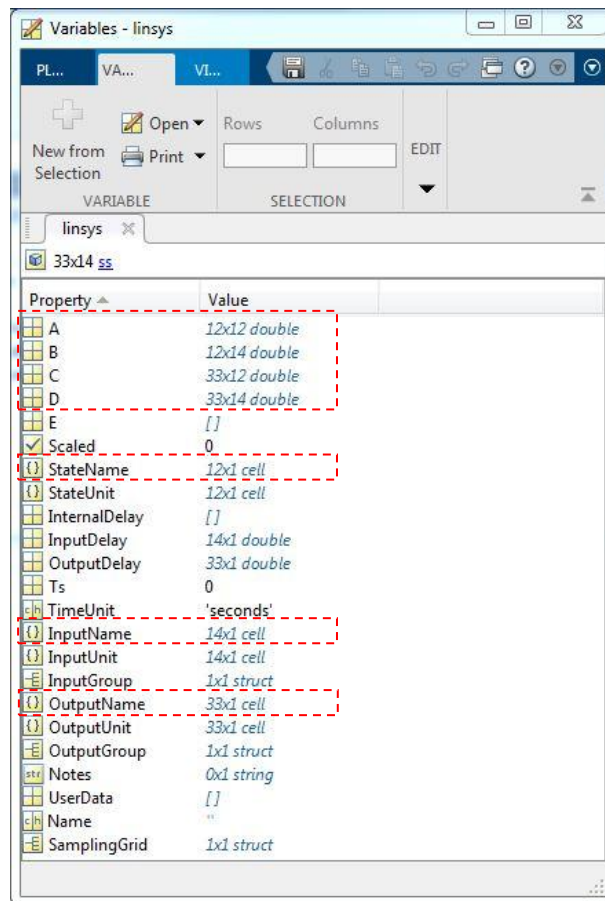 Variables - linsys
PL... VA... VI...
New from Selection
Open
Print
VARIABLE
Rows Columns
SELECTION
EDIT
linsys
33x14 ss
Property Value
A 12x12 double
B 12x14 double
C 33x12 double
D 33x14 double
E []
Scaled 0
{} StateName 12x1 cell
{} StateUnit 12x1 cell
InternalDelay []
InputDelay 14x1 double
OutputDelay 33x1 double
Ts 0
ch TimeUnit 'seconds'
{} InputName 14x1 cell
{} InputUnit 14x1 cell
InputGroup 1x1 struct
{} OutputName 33x1 cell
{} OutputUnit 33x1 cell
OutputGroup 1x1 struct
str Notes 0x1 string
UserData []
ch Name ''
SamplingGrid 1x1 struct